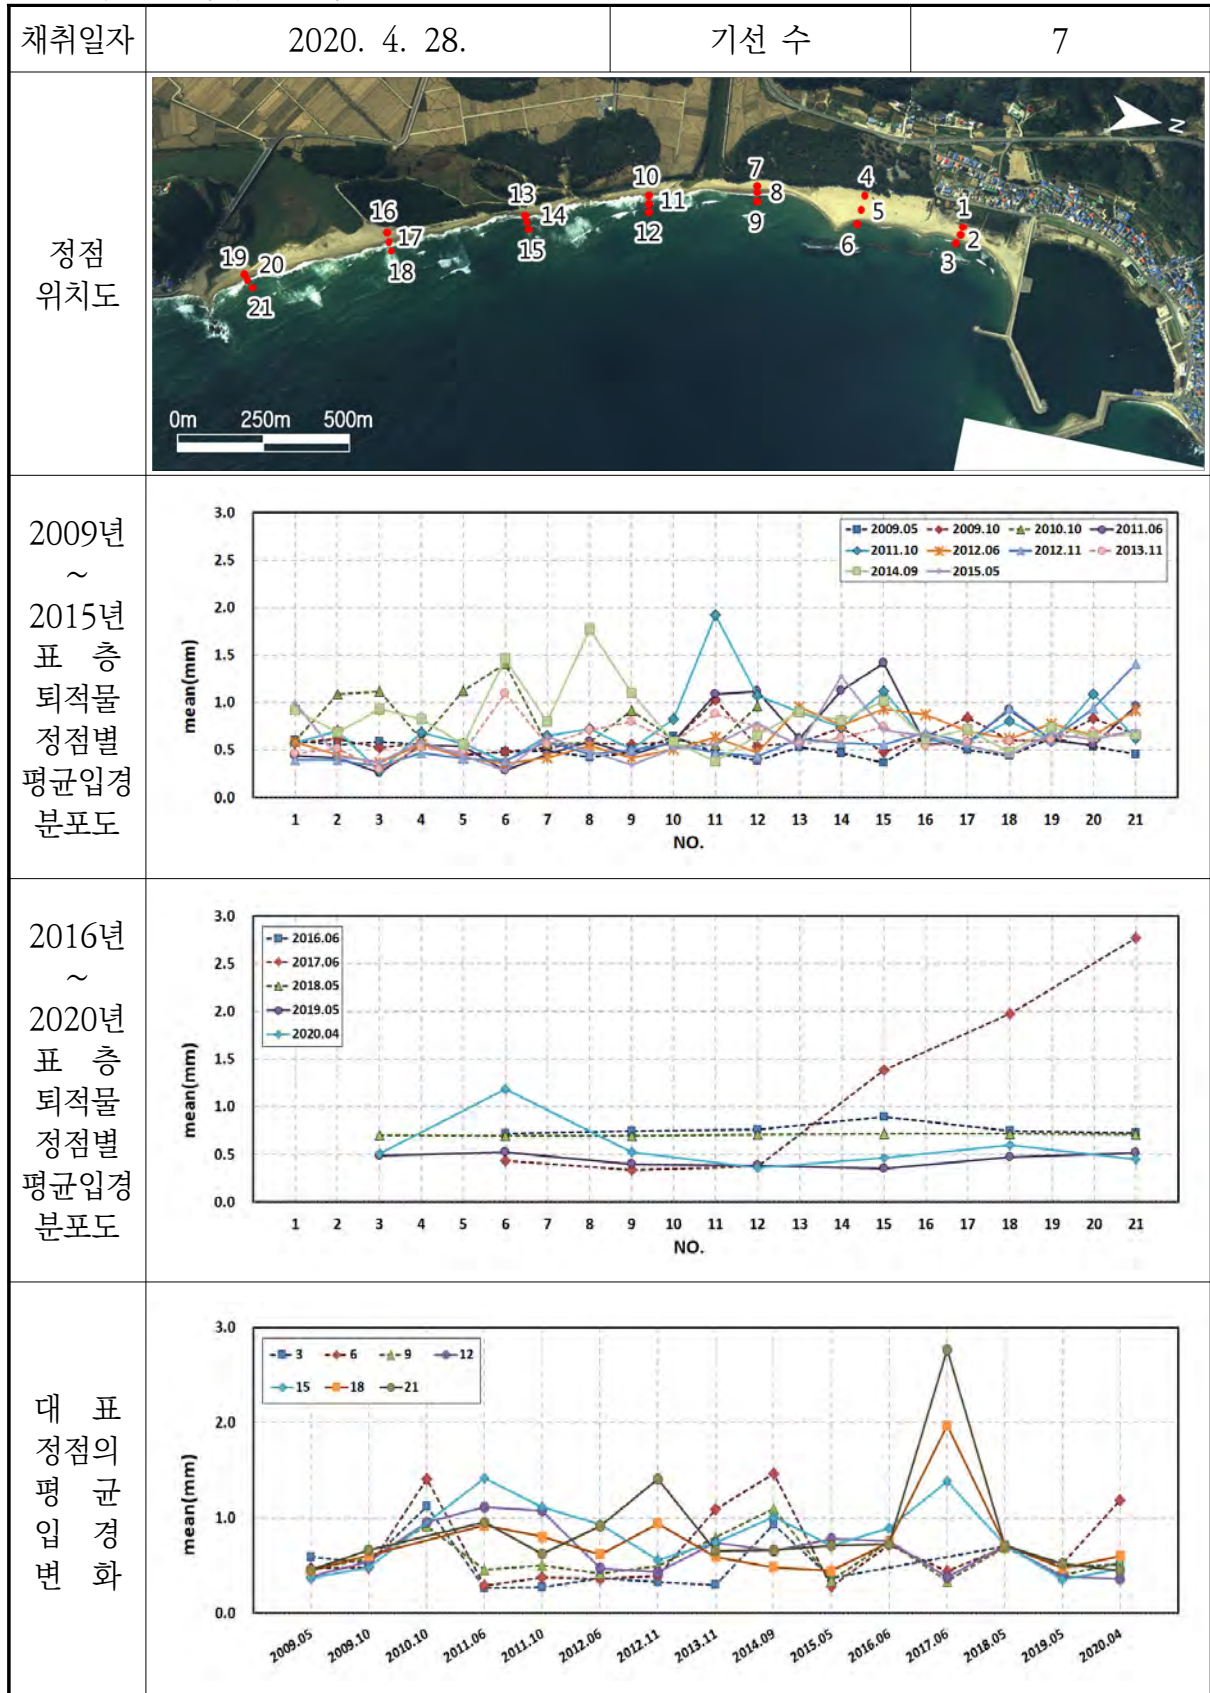 채취일자 2020. 4. 28. 기선 수 7
정점
위치도
1
2
3
4
5
6
7
8
9
10
11
12
13
14
15
16
17
18
19
20
21
N
0m 250m 500m
2009년
~
2015년
표 층
퇴적물
정점별
평균입경
분포도
mean(mm)
3.0
2.5
2.0
1.5
1.0
0.5
0.0
2009.05 2009.10 2010.10 2011.06
2011.10 2012.06 2012.11 2013.11
2014.09 2015.05
1 2 3 4 5 6 7 8 9 10 11 12 13 14 15 16 17 18 19 20 21
NO.
2016년
~
2020년
표 층
퇴적물
정점별
평균입경
분포도
mean(mm)
3.0
2.5
2.0
1.5
1.0
0.5
0.0
2016.06
2017.06
2018.05
2019.05
2020.04
1 2 3 4 5 6 7 8 9 10 11 12 13 14 15 16 17 18 19 20 21
NO.
대 표
정점의
평 균
입 경
변 화
mean(mm)
3.0
2.0
1.0
0.0
3 6 9 12
15 18 21
2009.05 2009.10 2010.10 2011.06 2011.10 2012.06 2012.11 2013.11 2014.09 2015.05 2016.06 2017.06 2018.05 2019.05 2020.04